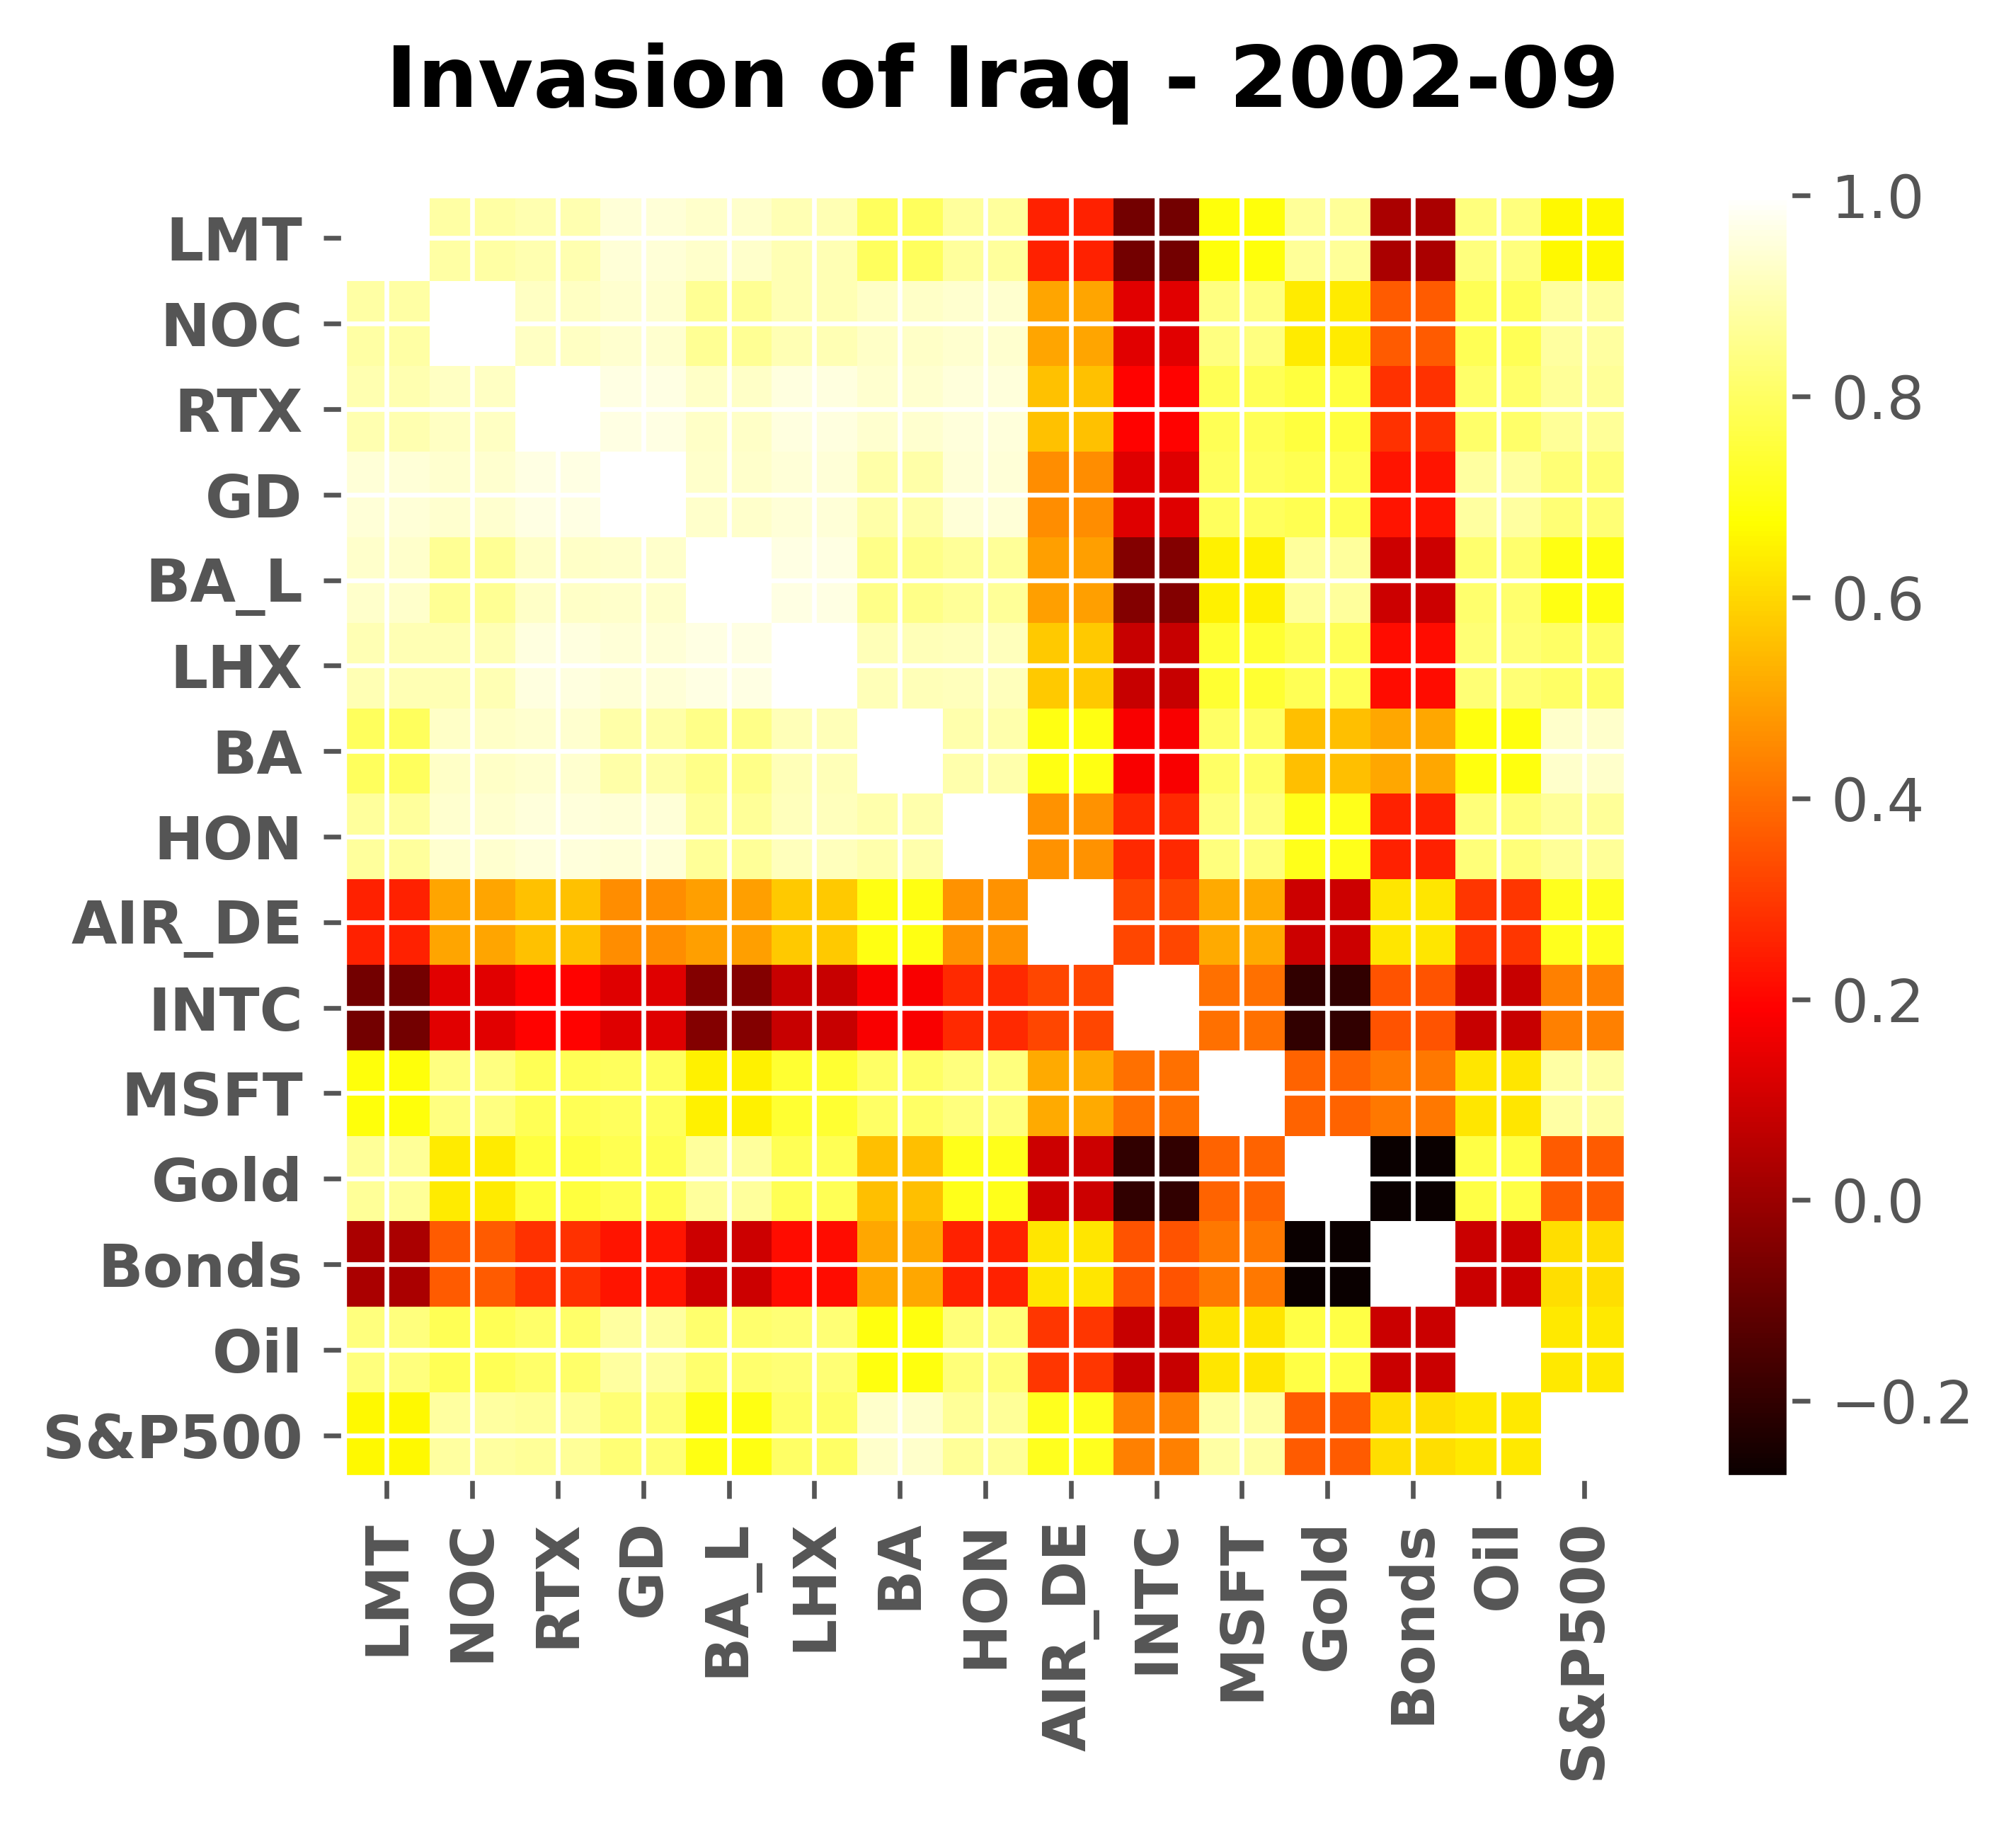 Invasion of Iraq - 2002-09
LMT
NOC
RTX
GD
BA_L
LHX
BA
HON
AIR_DE
INTC
MSFT
Gold
Bonds
Oil
S&P500
LMT
NOC
RTX
GD
BA_L
LHX
BA
HON
AIR_DE
INTC
MSFT
Gold
Bonds
Oil
S&P500
1.0
0.8
0.6
0.4
0.2
0.0
−0.2